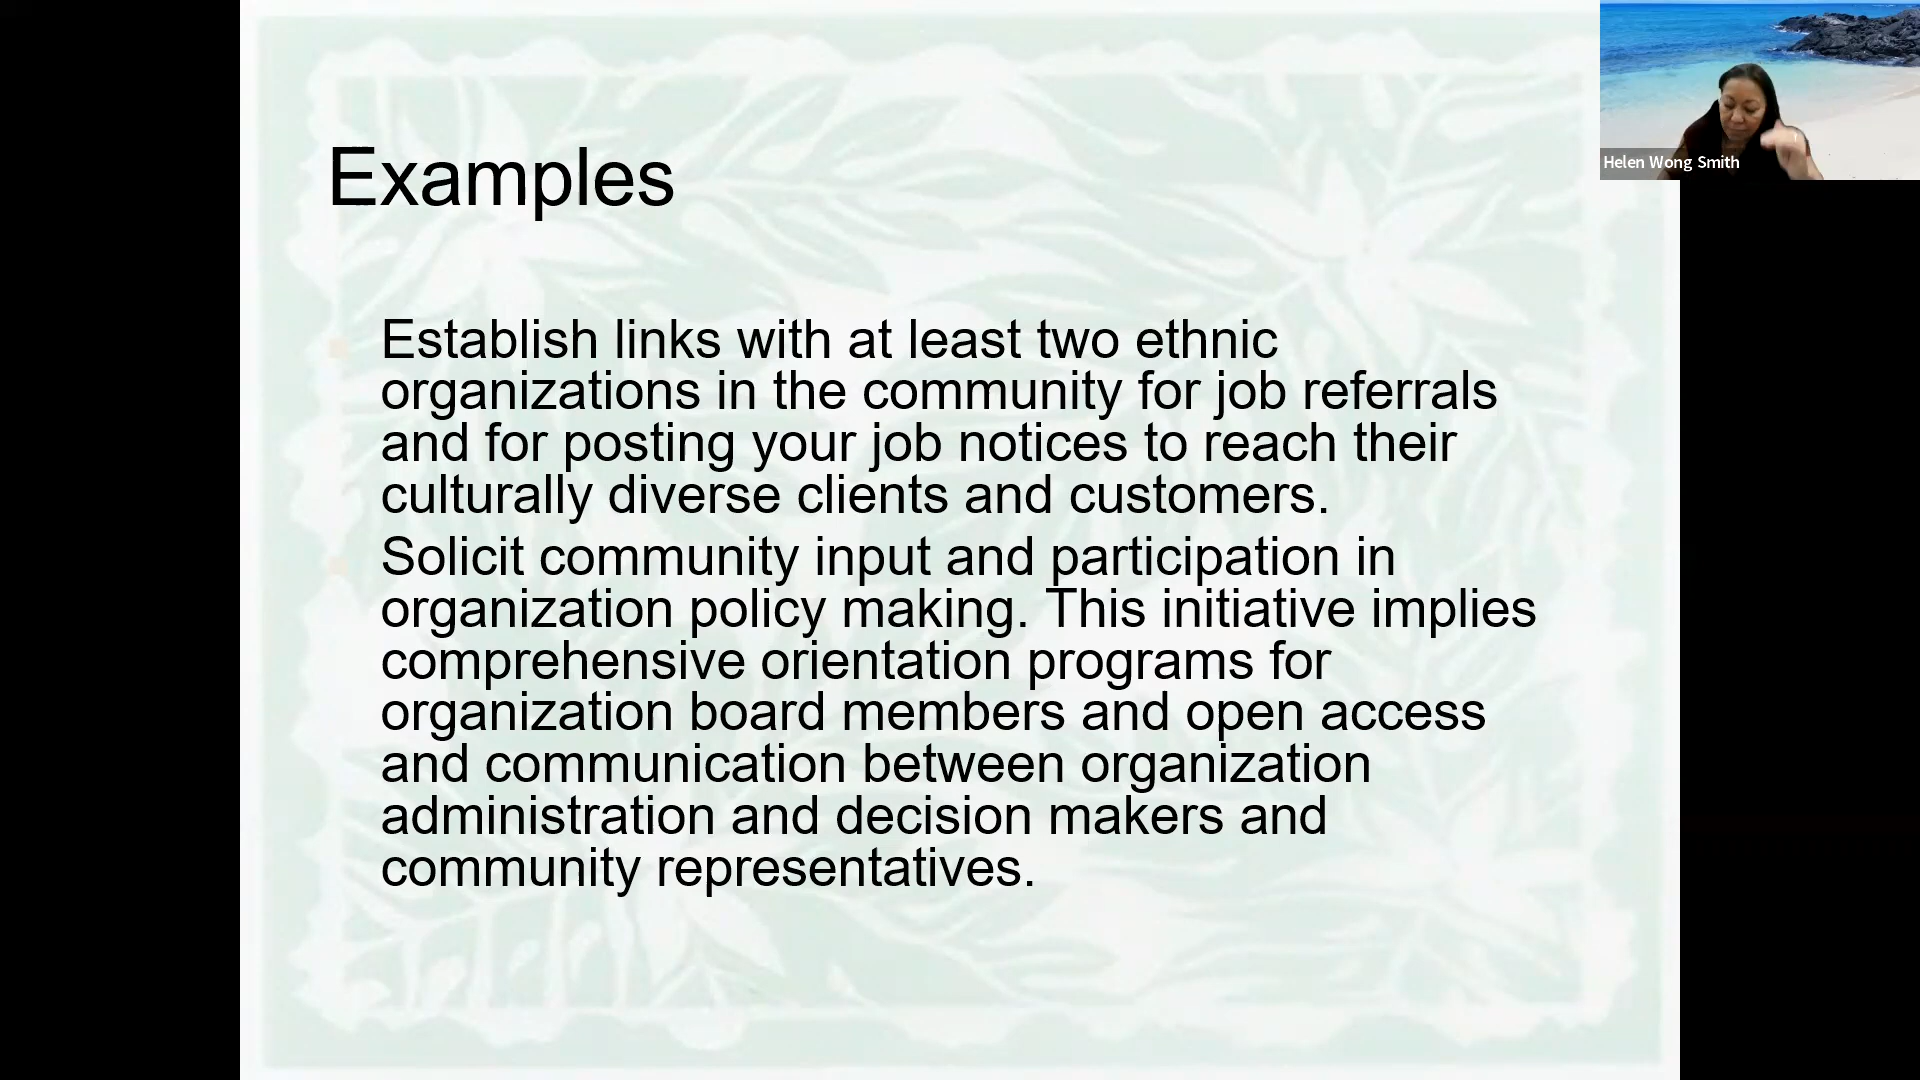 Examples
Helen Wong Smith
Establish links with at least two ethnic
organizations in the community for job referrals
and for posting your job notices to reach their
culturally diverse clients and customers.
Solicit community input and participation in
organization policy making. This initiative implies
comprehensive orientation programs for
organization board members and open access
and communication between organization
administration and decision makers and
community representatives.